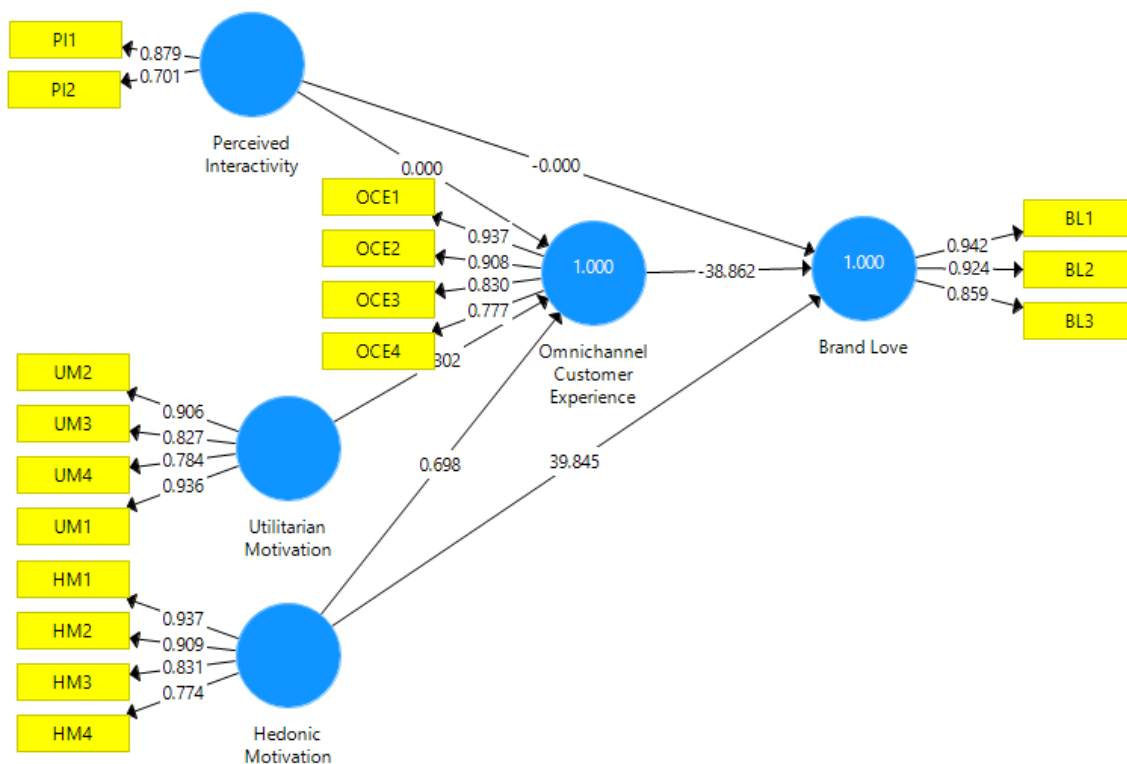 PI1
PI2
0.879
0.701
Perceived
Interactivity
0.000
-0.000
OCE1
OCE2
OCE3
OCE4
0.937
0.908
0.830
0.777
1.000
Omnichannel
Customer
Experience
-38.862
1.000
Brand Love
0.942
0.924
0.859
BL1
BL2
BL3
UM2
UM3
UM4
UM1
0.906
0.827
0.784
0.936
Utilitarian
Motivation
302
0.698
39.845
HM1
HM2
HM3
HM4
0.937
0.909
0.831
0.774
Hedonic
Motivation